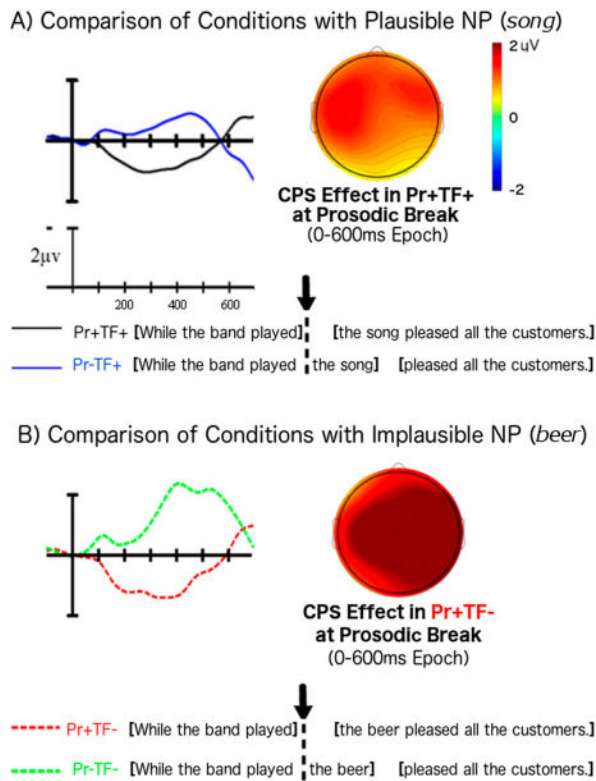 A) Comparison of Conditions with Plausible NP (song)
2 uV
0
-2
CPS Effect in Pr+TF+
at Prosodic Break
(0-600ms Epoch)
2μv
200 400 600
Pr+TF+ [While the band played] [the song pleased all the customers.]
Pr-TF+ [While the band played the song] [pleased all the customers.]
B) Comparison of Conditions with Implausible NP (beer)
CPS Effect in Pr+TF-
at Prosodic Break
(0-600ms Epoch)
Pr+TF- [While the band played] [the beer pleased all the customers.]
Pr-TF- [While the band played the beer] [pleased all the customers.]